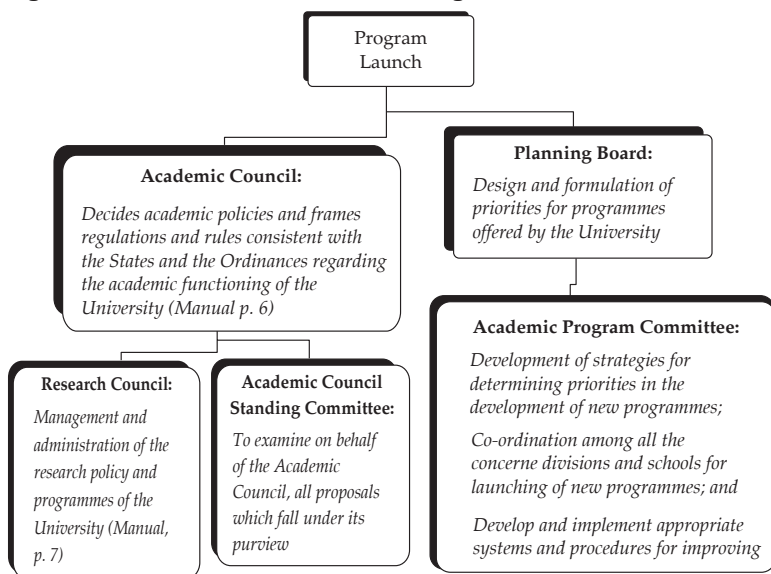 Program
Launch
Academic Council:
Decides academic policies and frames
regulations and rules consistent with
the States and the Ordinances regarding
the academic functioning of the
University (Manual p. 6)
Planning Board:
Design and formulation of
priorities for programmes
offered by the University
Research Council:
Management and
administration of the
research policy and
programmes of the
University (Manual,
p. 7)
Academic Council
Standing Committee:
To examine on behalf
of the Academic
Council, all proposals
which fall under its
purview
Academic Program Committee:
Development of strategies for
determining priorities in the
development of new programmes;
Co-ordination among all the
concerne divisions and schools for
launching of new programmes; and
Develop and implement appropriate
systems and procedures for improving